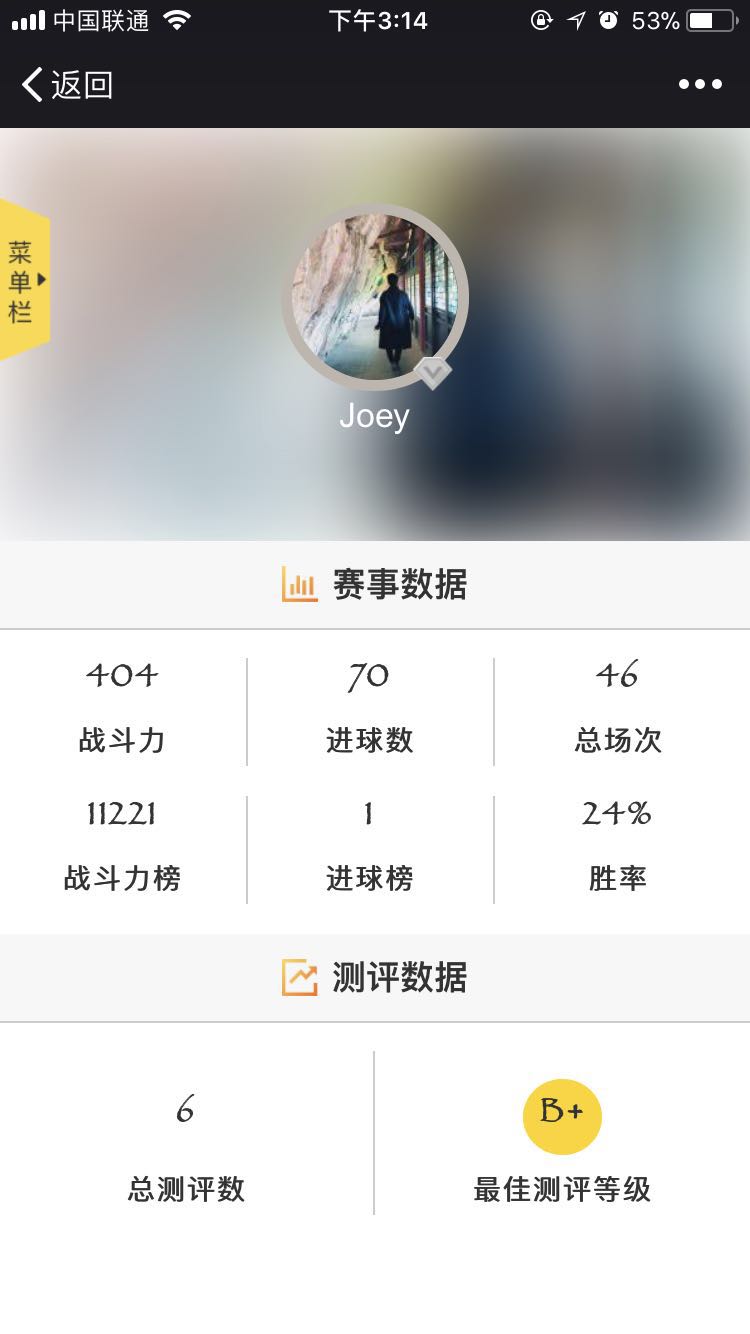 中国联通 下午3:14 53%
返回
菜单栏
Joey
赛事数据
404 70 46
战斗力 进球数 总场次
11221 1 24%
战斗力榜 进球榜 胜率
测评数据
6 B+
总测评数 最佳测评等级